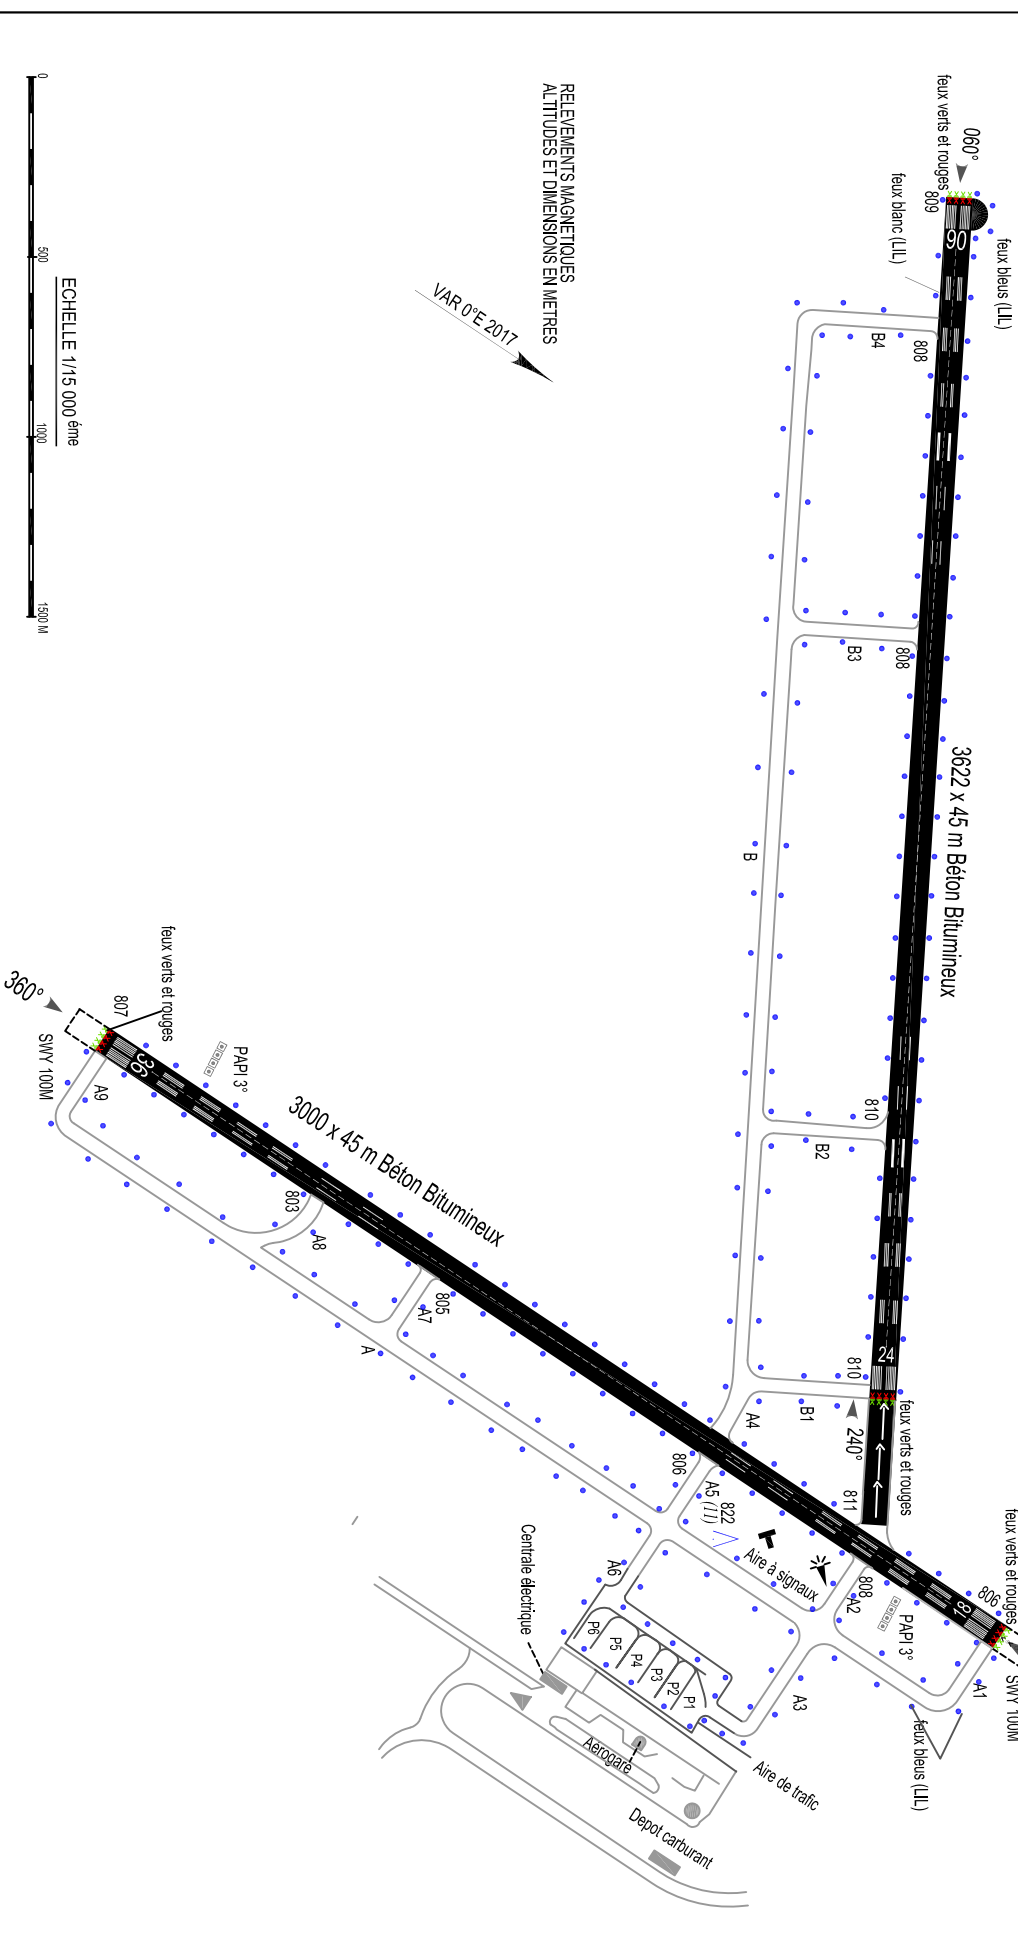 0
500
1000
1500 M
ECHELLE 1/15 000 éme
RELEVEMENTS MAGNETIQUES
ALTITUDES ET DIMENSIONS EN METRES
VAR 0°E 2017
060°
feux verts et rouges
809
feux blanc (LIL)
feux bleus (LIL)
06
B4
808
B3
808
3622 x 45 m Béton Bitumineux
B
810
B2
24
810
B1
240°
feux verts et rouges
811
A4
360°
807
SWY 100M
feux verts et rouges
36
A9
PAPI 3°
3000 x 45 m Béton Bitumineux
803
A8
805
A7
A
806
A5 (11)
822
Aire à signaux
A6
808
A2
PAPI 3°
18
806
feux verts et rouges
SWY 100M
A1
A3
feux bleus (LIL)
P6
P5
P4
P3
P2
P1
Centrale électrique
Aerogare
Aire de trafic
Depot carburant